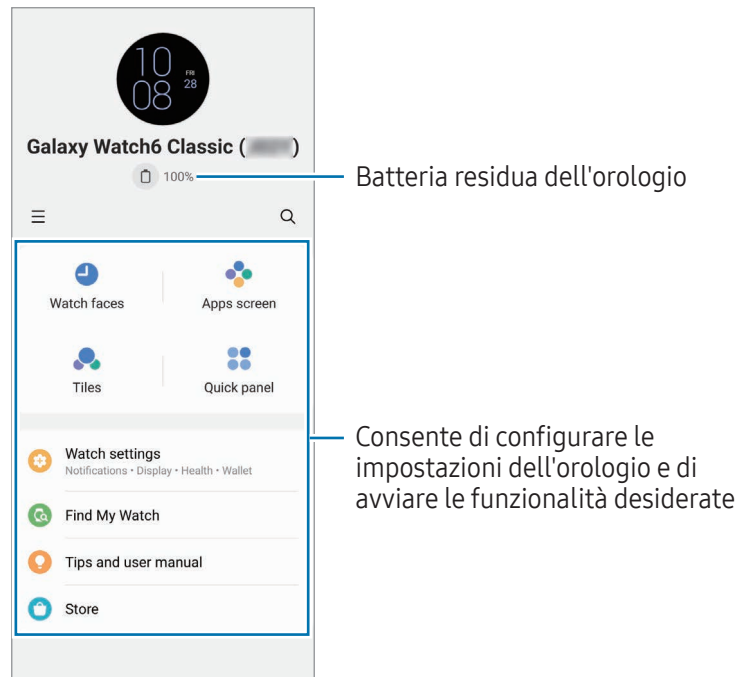 10
FRI
28
08
Galaxy Watch6 Classic ( )
100%
Batteria residua dell'orologio
Watch faces
Apps screen
Tiles
Quick panel
Watch settings
Notifications • Display • Health • Wallet
Consente di configurare le
impostazioni dell'orologio e di
avviare le funzionalità desiderate
Find My Watch
Tips and user manual
Store